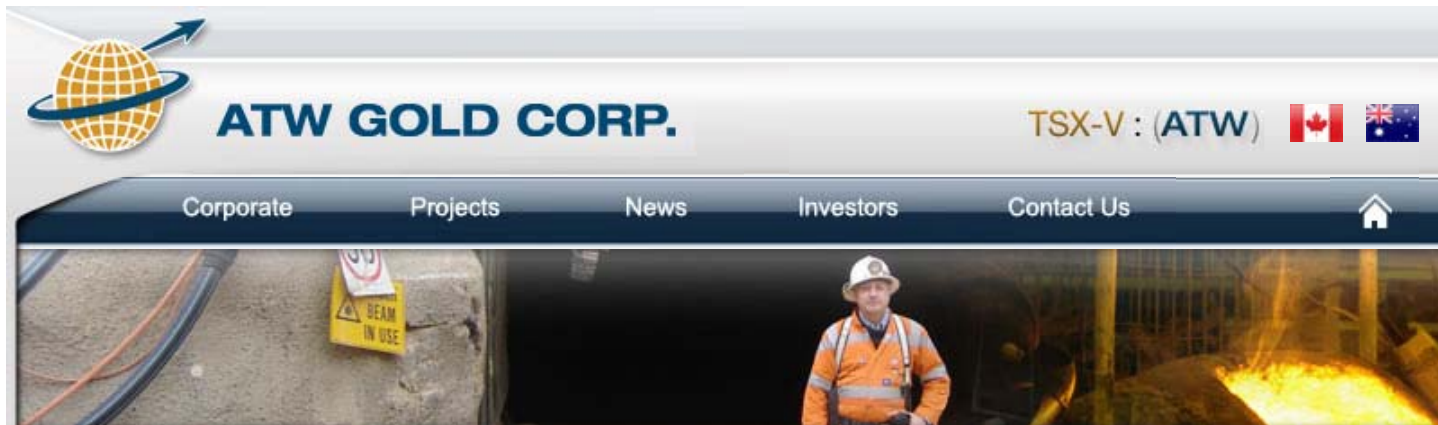 ATW GOLD CORP.
TSX-V : (ATW)
Corporate Projects News Investors Contact Us
BEAM
IN USE